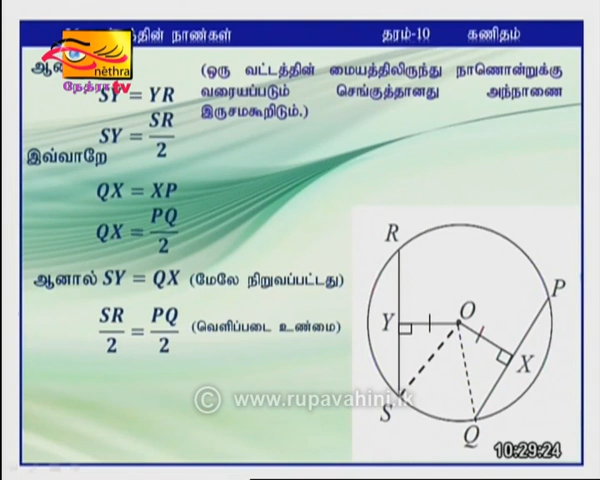 நாண்கள் தரம்-10 கணிதம்
nethra
நேத்ரா tv
(ஒரு வட்டத்தின் மையத்திலிருந்து நாணொன்றுக்கு
SY = YR வரையப்படும் செங்குத்தானது அந்நாணை
இருசமகூறிடும்.)
SY = SR/2
இவ்வாறே
QX = XP
QX = PQ/2
ஆனால் SY = QX (மேலே நிறுவப்பட்டது)
SR/2 = PQ/2 (வெளிப்படை உண்மை)
R
P
O
Y
X
S
Q
© www.rupavahini.lk
10:29:24